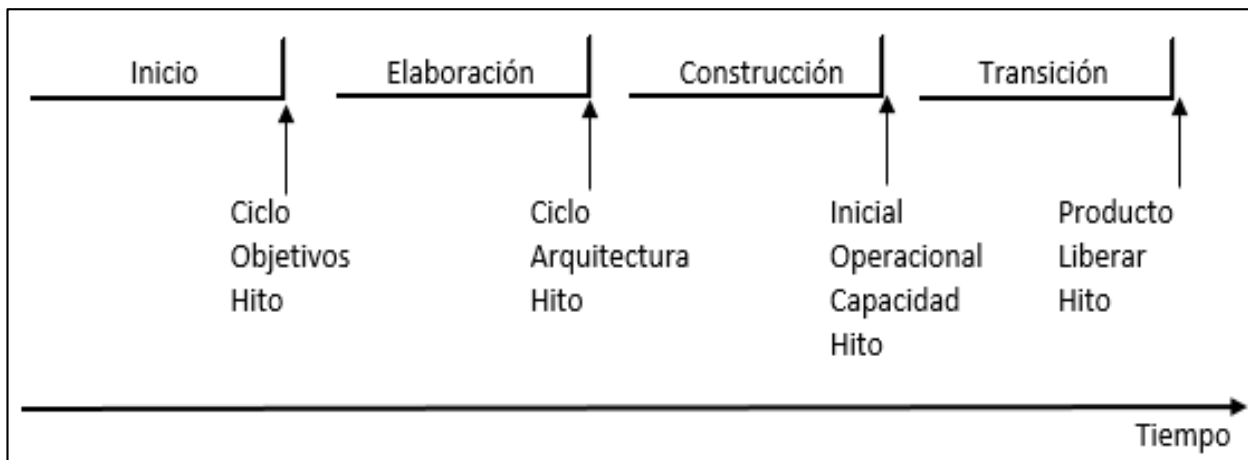 Inicio
Elaboración
Construcción
Transición
Ciclo
Objetivos
Hito
Ciclo
Arquitectura
Hito
Inicial
Operacional
Capacidad
Hito
Producto
Liberar
Hito
Tiempo